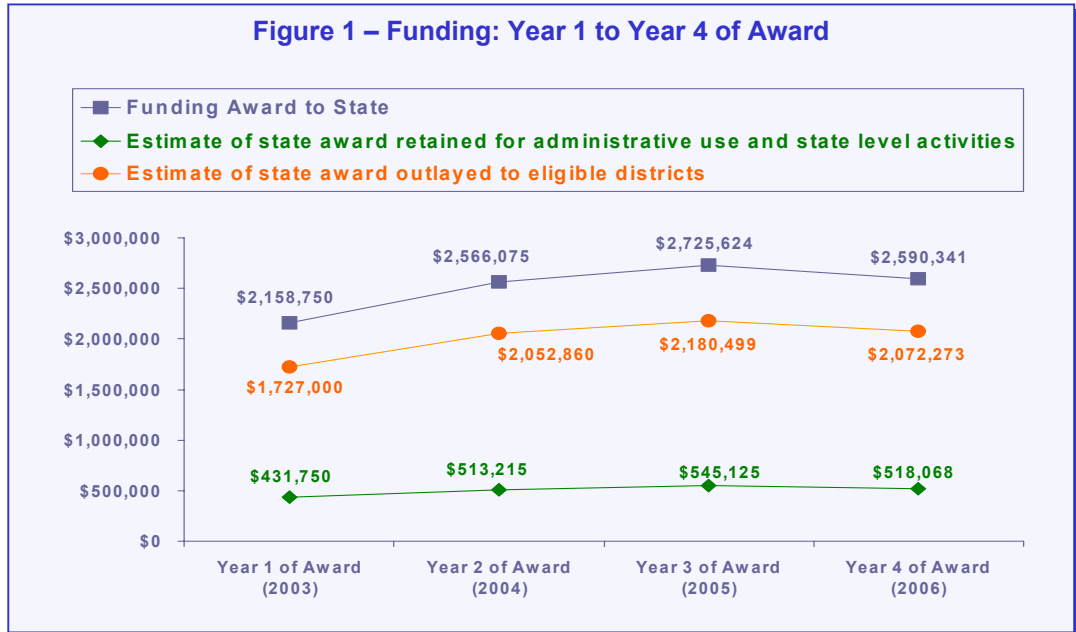 Figure 1 – Funding: Year 1 to Year 4 of Award
Funding Award to State
Estimate of state award retained for administrative use and state level activities
Estimate of state award outlayed to eligible districts
$3,000,000
$2,500,000
$2,000,000
$1,500,000
$1,000,000
$500,000
$0
$2,158,750
$2,566,075
$2,725,624
$2,590,341
$1,727,000
$2,052,860
$2,180,499
$2,072,273
$431,750
$513,215
$545,125
$518,068
Year 1 of Award
(2003)
Year 2 of Award
(2004)
Year 3 of Award
(2005)
Year 4 of Award
(2006)